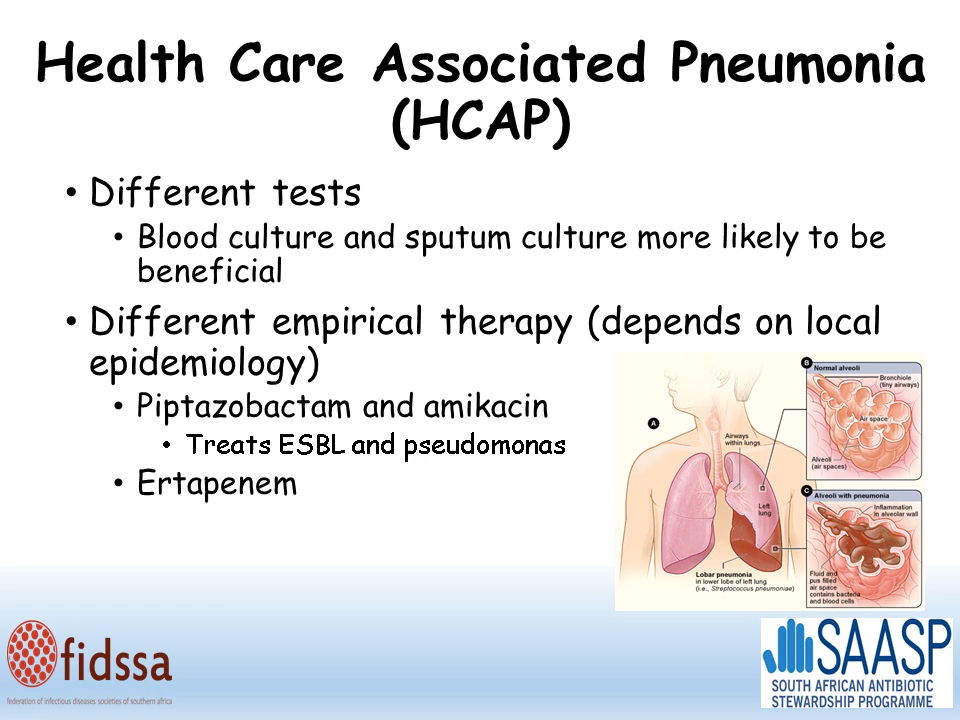 Health Care Associated Pneumonia
(HCAP)
• Different tests
• Blood culture and sputum culture more likely to be
beneficial
• Different empirical therapy (depends on local
epidemiology)
• Piptazobactam and amikacin
• Treats ESBL and pseudomonas
• Ertapenem
A
Airways
within lungs
Left
lung
Lobar pneumonia
in lower lobe of left lung
(i.e., Streptococcus pneumoniae)
B
Normal alveoli
Bronchiole
(tiny airways)
Air space
Alveoli
(air spaces)
C
Alveoli with pneumonia
Inflammation
in alveolar wall
Fluid and
pus filled
air space
contains bacteria
and blood cells
fidssa
federation of infectious diseases societies of southern africa
SAASP
SOUTH AFRICAN ANTIBIOTIC
STEWARDSHIP PROGRAMME